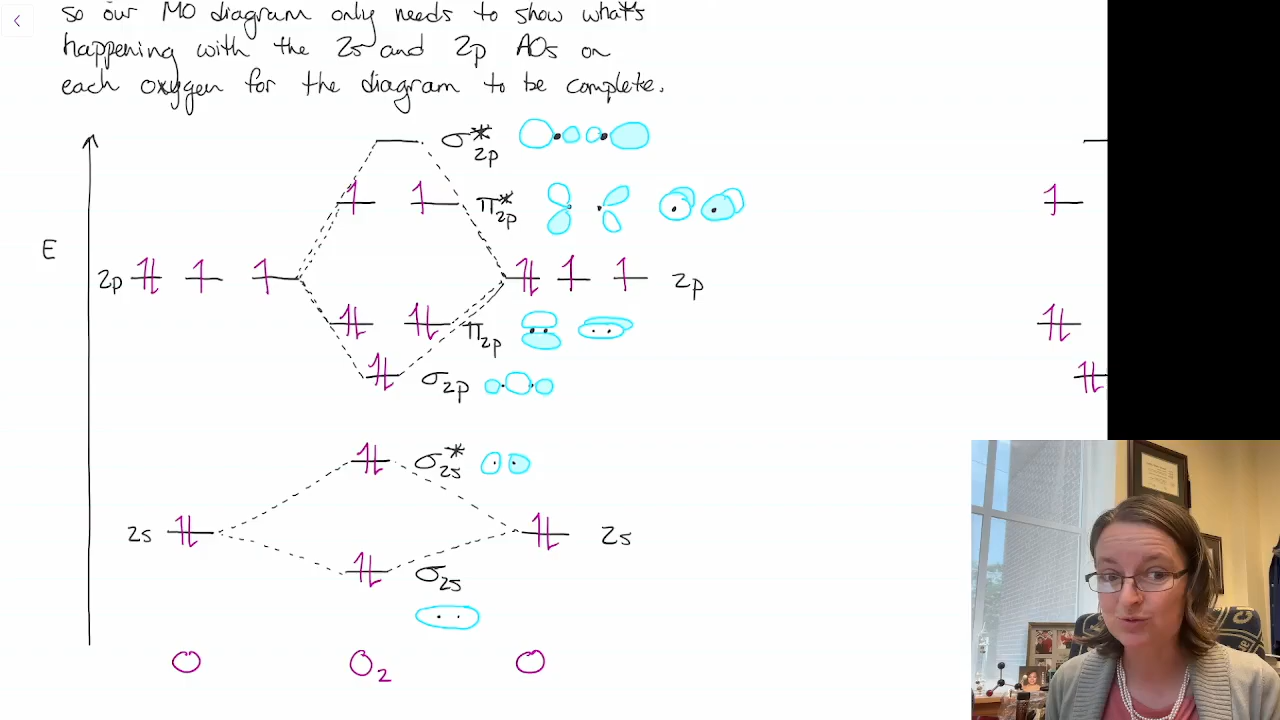 so our MO diagram only needs to show what's
happening with the 2s and 2p AOs on
each oxygen for the diagram to be complete.
σ*2p
π*2p
E
2p
2p
π2p
σ2p
σ*2s
2s
2s
σ2s
O
O2
O